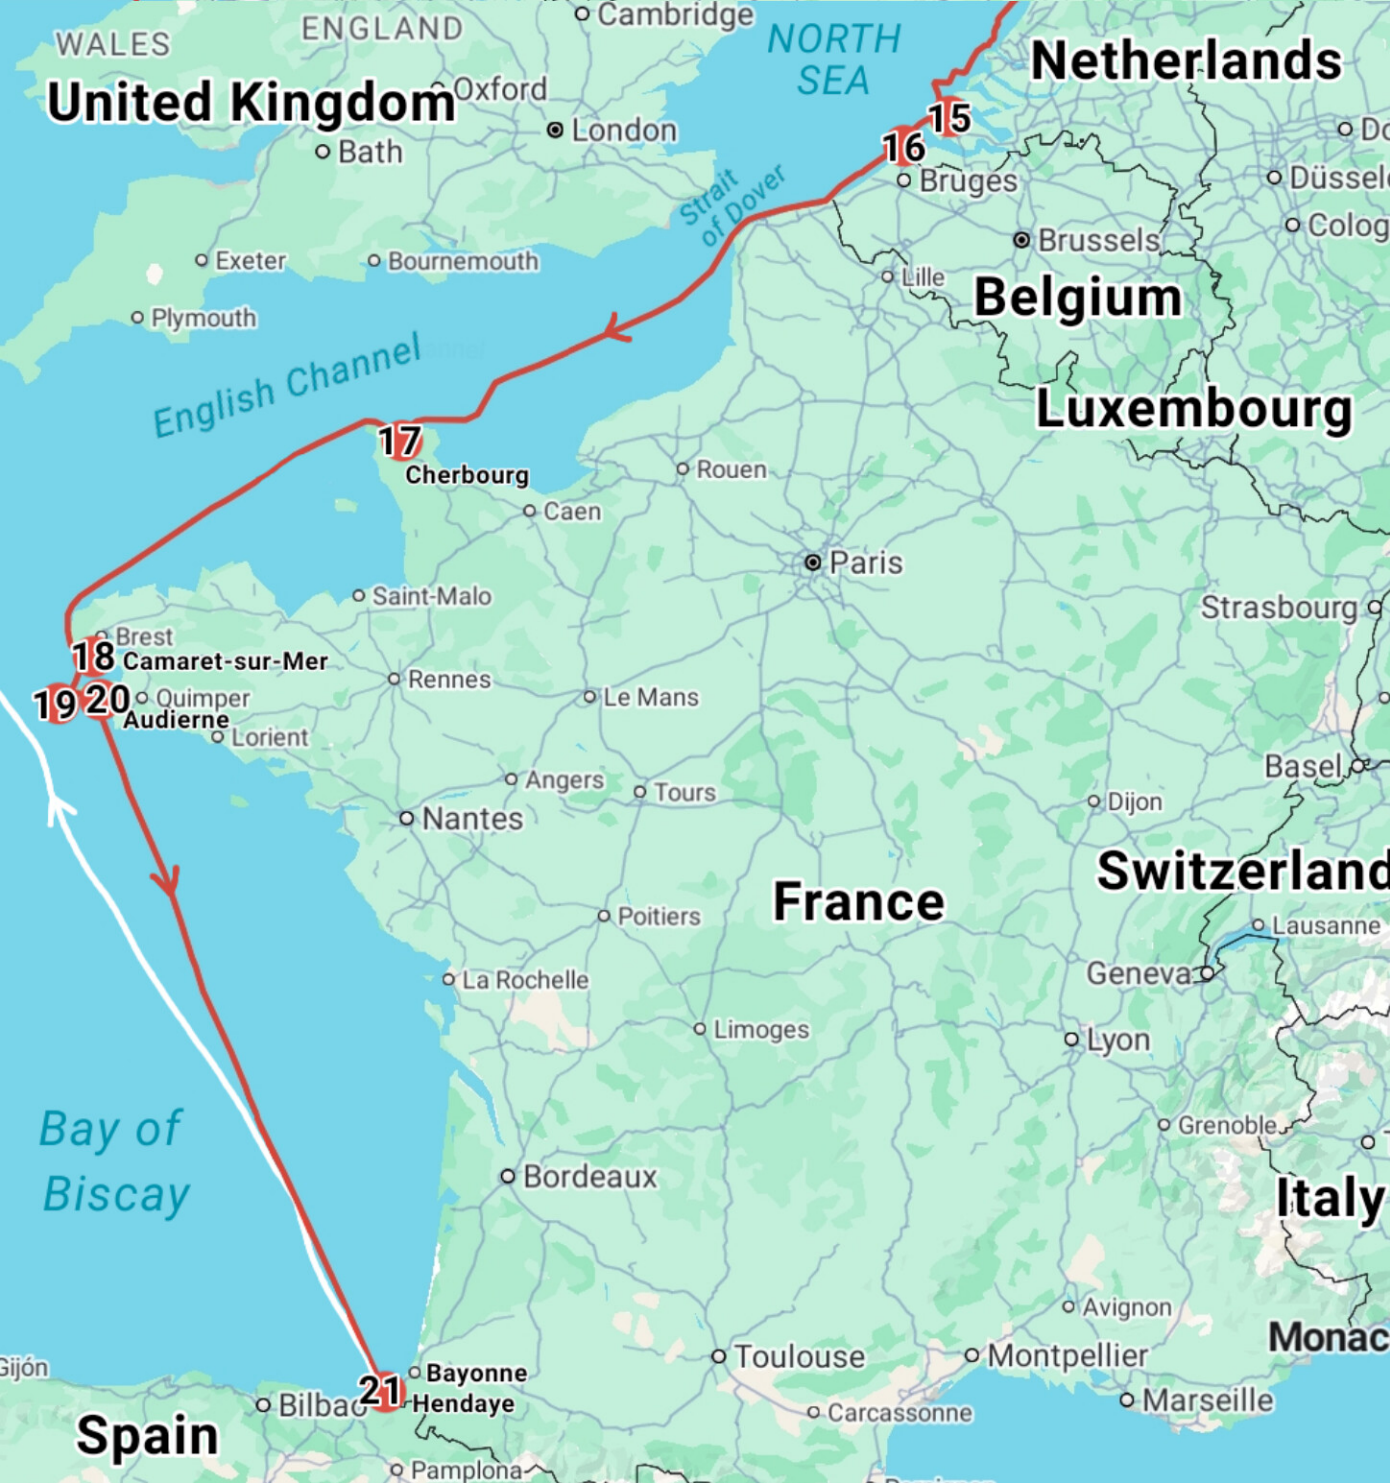 Cambridge
ENGLAND
WALES
NORTH
SEA
Netherlands
United Kingdom
Oxford
London
Bath
15
16
Bruges
Strait
of Dover
Düssel
Colog
Brussels
Exeter
Bournemouth
Lille
Belgium
Plymouth
English Channel
Luxembourg
17
Cherbourg
Rouen
Caen
Paris
Saint-Malo
Strasbourg
Brest
18
Camaret-sur-Mer
Rennes
19
20
Quimper
Audierne
Le Mans
Lorient
Basel
Angers
Tours
Dijon
Nantes
Switzerland
France
Poitiers
Lausanne
Geneva
La Rochelle
Limoges
Lyon
Bay of
Biscay
Grenoble
Bordeaux
Italy
Avignon
Monac
Toulouse
Montpellier
Gijón
Bayonne
21
Hendaye
Bilbao
Marseille
Carcassonne
Spain
Pamplona